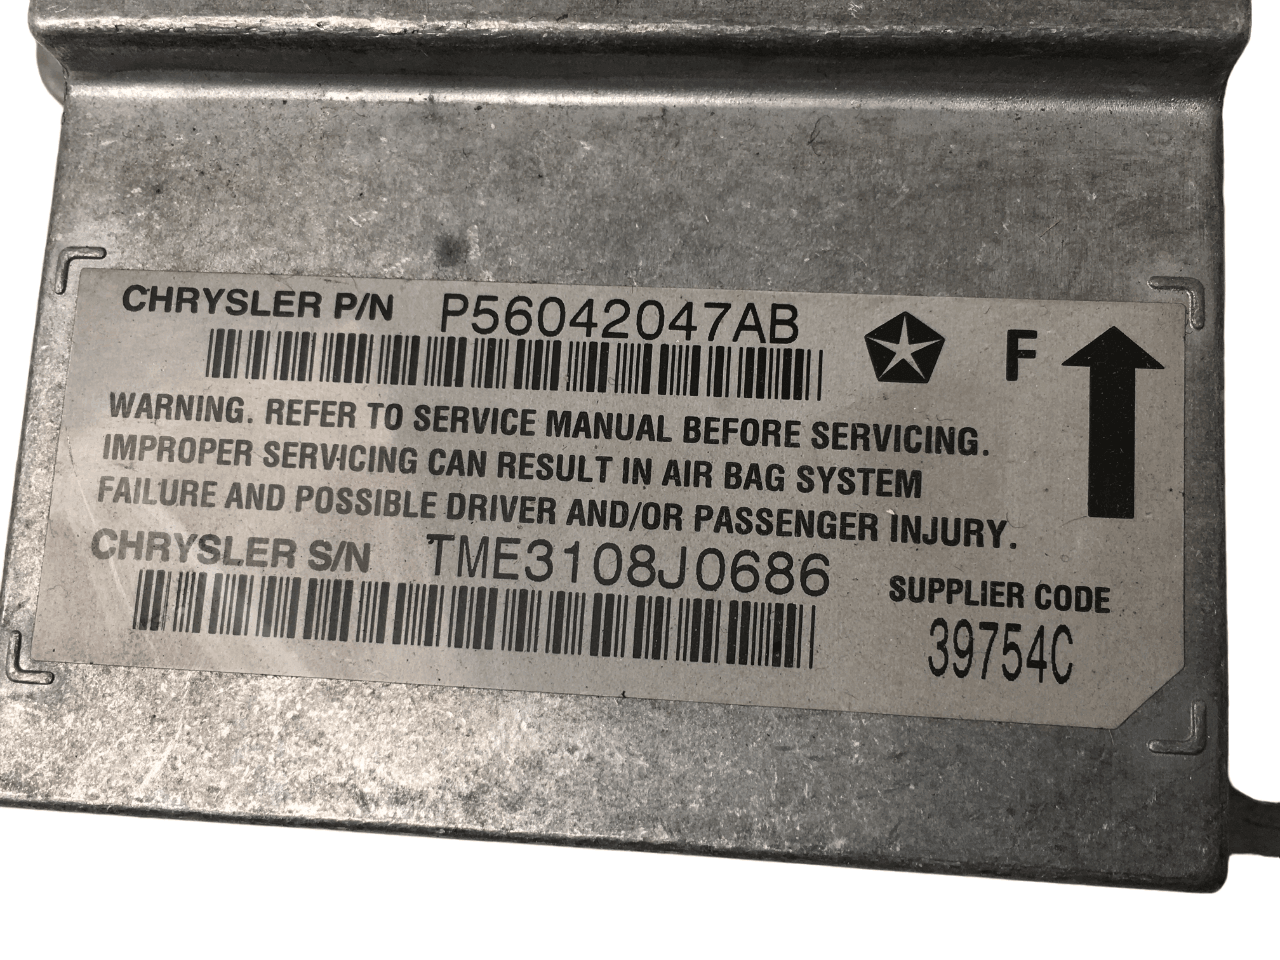 CHRYSLER P/N P56042047AB
F
WARNING. REFER TO SERVICE MANUAL BEFORE SERVICING.
IMPROPER SERVICING CAN RESULT IN AIR BAG SYSTEM
FAILURE AND POSSIBLE DRIVER AND/OR PASSENGER INJURY.
CHRYSLER S/N TME3108J0686
SUPPLIER CODE
39754C